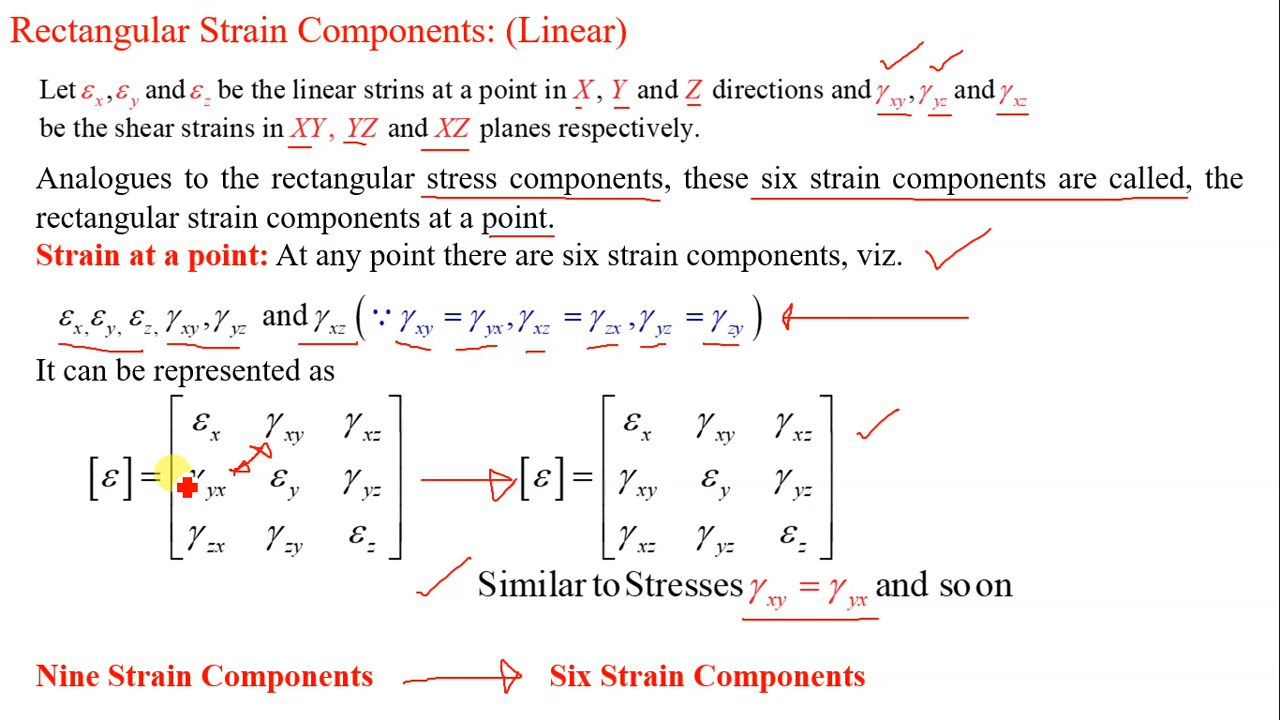 Rectangular Strain Components: (Linear)
Let εx, εy and εz be the linear strins at a point in X, Y and Z directions and γxy, γyz and γxz
be the shear strains in XY, YZ and XZ planes respectively.
Analogues to the rectangular stress components, these six strain components are called, the
rectangular strain components at a point.
Strain at a point: At any point there are six strain components, viz.
εx, εy, εz, γxy, γyz and γxz (∵ γxy = γyx, γxz = γzx, γyz = γzy)
It can be represented as
εx γxy γxz εx γxy γxz
[ε] = γyx εy γyz [ε] = γxy εy γyz
γzx γzy εz γxz γyz εz
Similar to Stresses γxy = γyx and so on
Nine Strain Components Six Strain Components